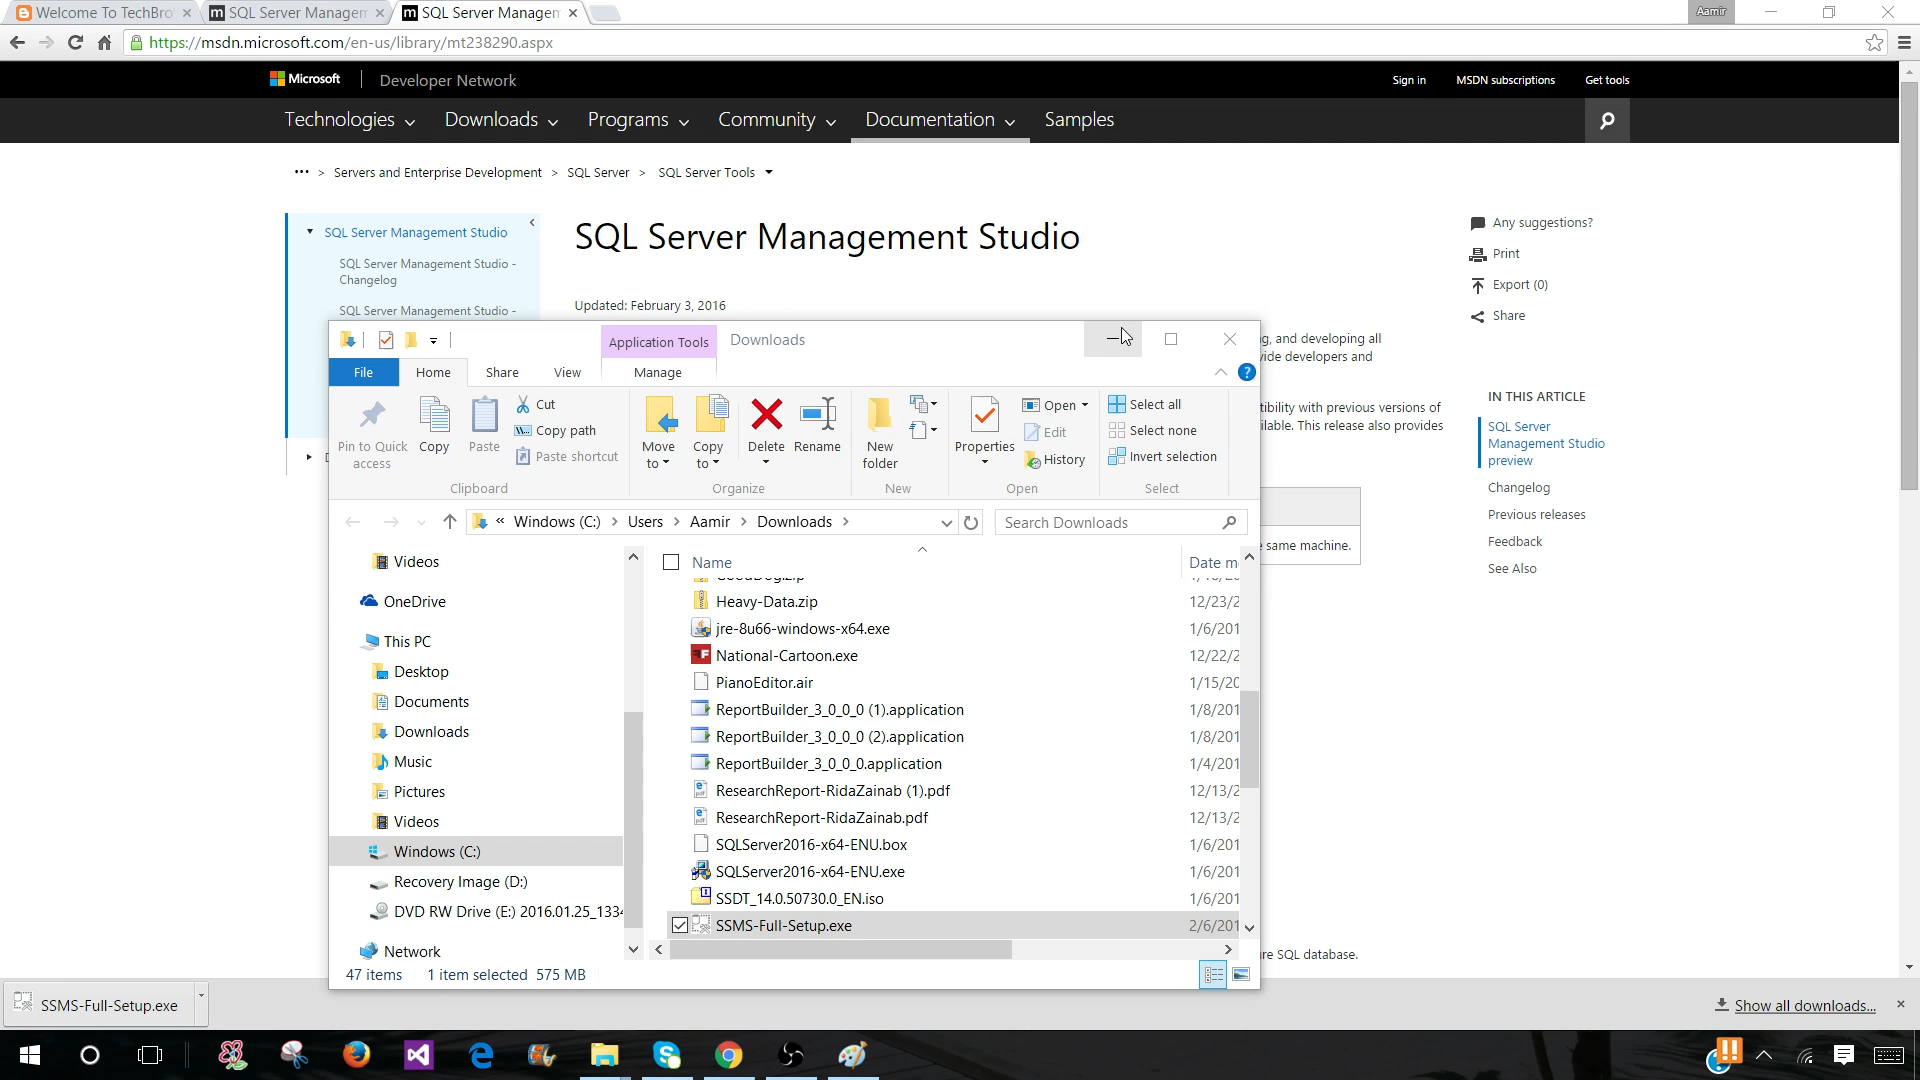 Welcome To TechBro
SQL Server Managem
SQL Server Managem
Aamir
https://msdn.microsoft.com/en-us/library/mt238290.aspx
Microsoft
Developer Network
Sign in
MSDN subscriptions
Get tools
Technologies
Downloads
Programs
Community
Documentation
Samples
••• > Servers and Enterprise Development > SQL Server > SQL Server Tools
SQL Server Management Studio
SQL Server Management Studio -
Changelog
SQL Server Management Studio -
SQL Server Management Studio
Updated: February 3, 2016
Any suggestions?
Print
Export (0)
Share
g, and developing all
vide developers and
tibility with previous versions of
ilable. This release also provides
e same machine.
re SQL database.
IN THIS ARTICLE
SQL Server
Management Studio
preview
Changelog
Previous releases
Feedback
See Also
Application Tools
Downloads
File
Home
Share
View
Manage
Pin to Quick
access
Copy
Paste
Cut
Copy path
Paste shortcut
Clipboard
Move
to
Copy
to
Delete
Rename
Organize
New
folder
New
Properties
Open
Edit
History
Open
Select all
Select none
Invert selection
Select
« Windows (C:) > Users > Aamir > Downloads >
Search Downloads
Videos
OneDrive
This PC
Desktop
Documents
Downloads
Music
Pictures
Videos
Windows (C:)
Recovery Image (D:)
DVD RW Drive (E:) 2016.01.25_1334
Network
Name
Date m
Heavy-Data.zip 12/23/2
jre-8u66-windows-x64.exe 1/6/201
National-Cartoon.exe 12/22/2
PianoEditor.air 1/15/20
ReportBuilder_3_0_0_0 (1).application 1/8/201
ReportBuilder_3_0_0_0 (2).application 1/8/201
ReportBuilder_3_0_0_0.application 1/4/201
ResearchReport-RidaZainab (1).pdf 12/13/2
ResearchReport-RidaZainab.pdf 12/13/2
SQLServer2016-x64-ENU.box 1/6/201
SQLServer2016-x64-ENU.exe 1/6/201
SSDT_14.0.50730.0_EN.iso 1/6/201
SSMS-Full-Setup.exe 2/6/201
47 items
1 item selected 575 MB
SSMS-Full-Setup.exe
Show all downloads...